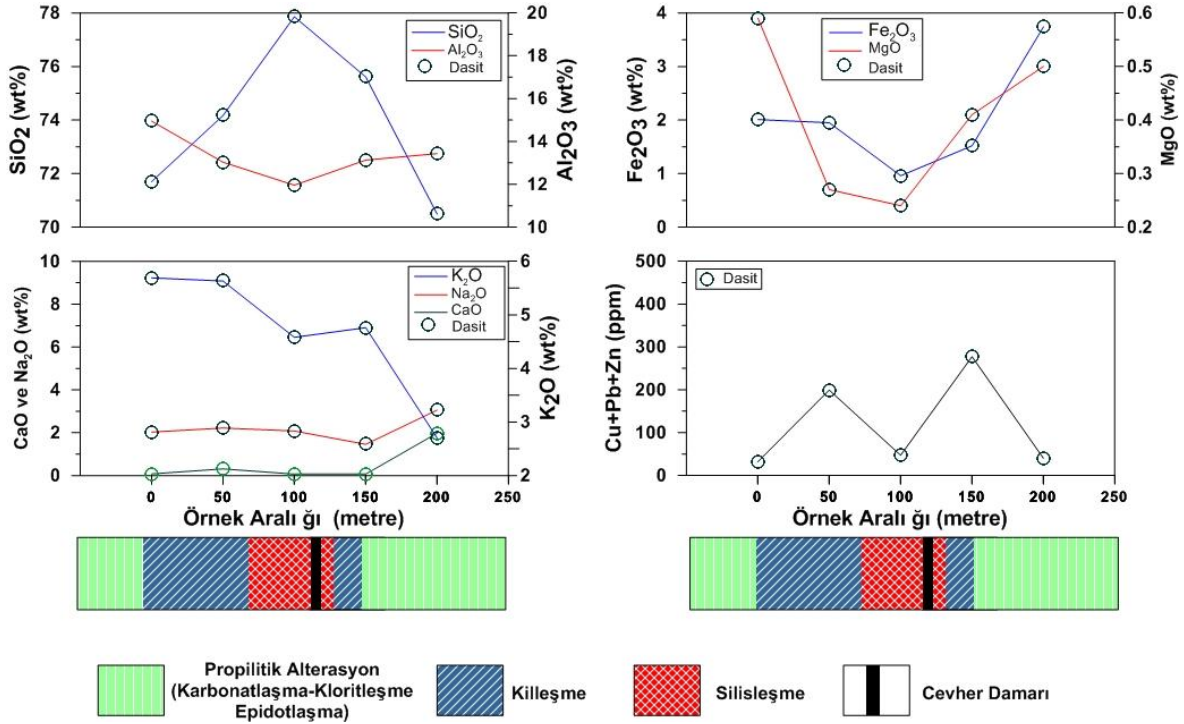 SiO2 (wt%)
78
76
74
72
70
SiO2
Al2O3
Dasit
20
18
16
14
12
10
Al2O3 (wt%)
Fe2O3 (wt%)
4
3
2
1
0
Fe2O3
MgO
Dasit
0.6
0.5
0.4
0.3
0.2
MgO (wt%)
CaO ve Na2O (wt%)
10
8
6
4
2
0
K2O
Na2O
CaO
Dasit
6
5
4
3
2
K2O (wt%)
0 50 100 150 200 250
Örnek Aralı ğı (metre)
Cu+Pb+Zn (ppm)
500
400
300
200
100
0
Dasit
0 50 100 150 200 250
Örnek Aralı ğı (metre)
Propilitik Alterasyon
(Karbonatlaşma-Kloritleşme
Epidotlaşma)
Killeşme
Silisleşme
Cevher Damarı